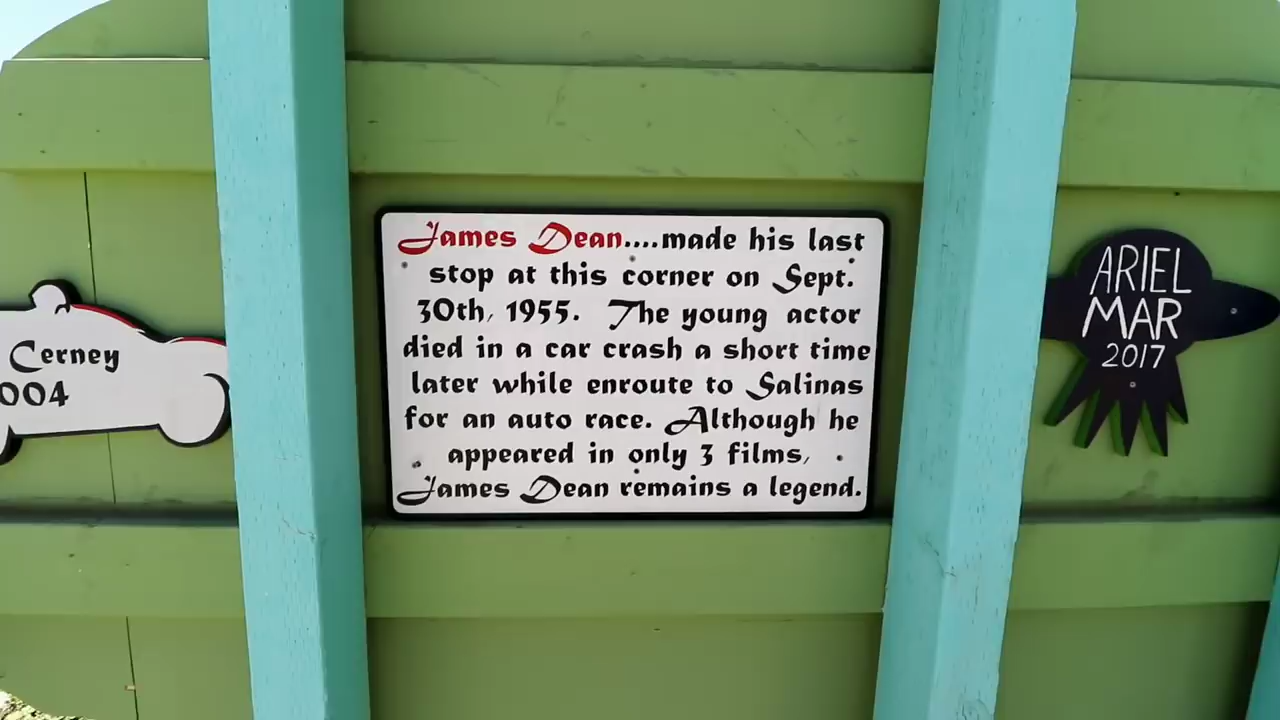 James Dean....made his last
stop at this corner on Sept.
30th, 1955. The young actor
died in a car crash a short time
later while enroute to Salinas
for an auto race. Although he
appeared in only 3 films,
James Dean remains a legend.
Cerney
004
ARIEL
MAR
2017